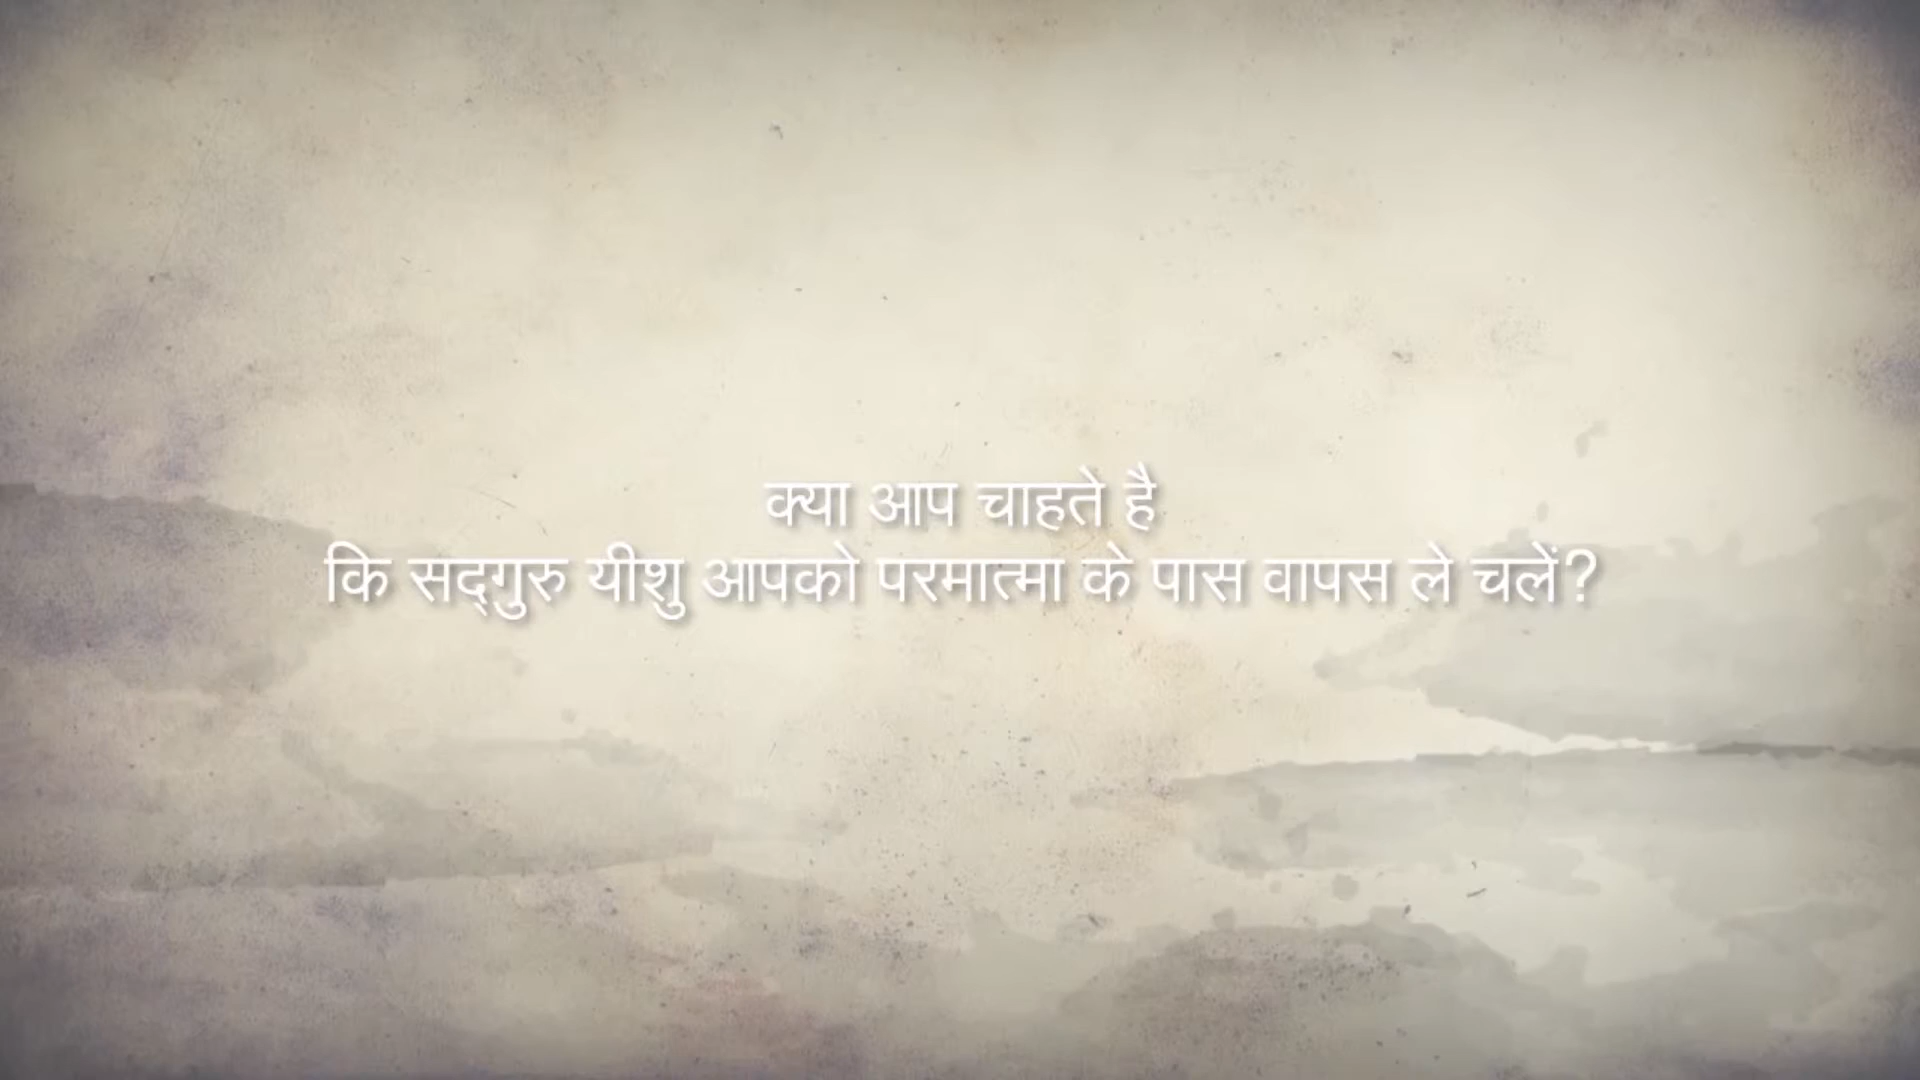 क्या आप चाहते है
कि सद्‌गुरु यीशु आपको परमात्मा के पास वापस ले चलें?